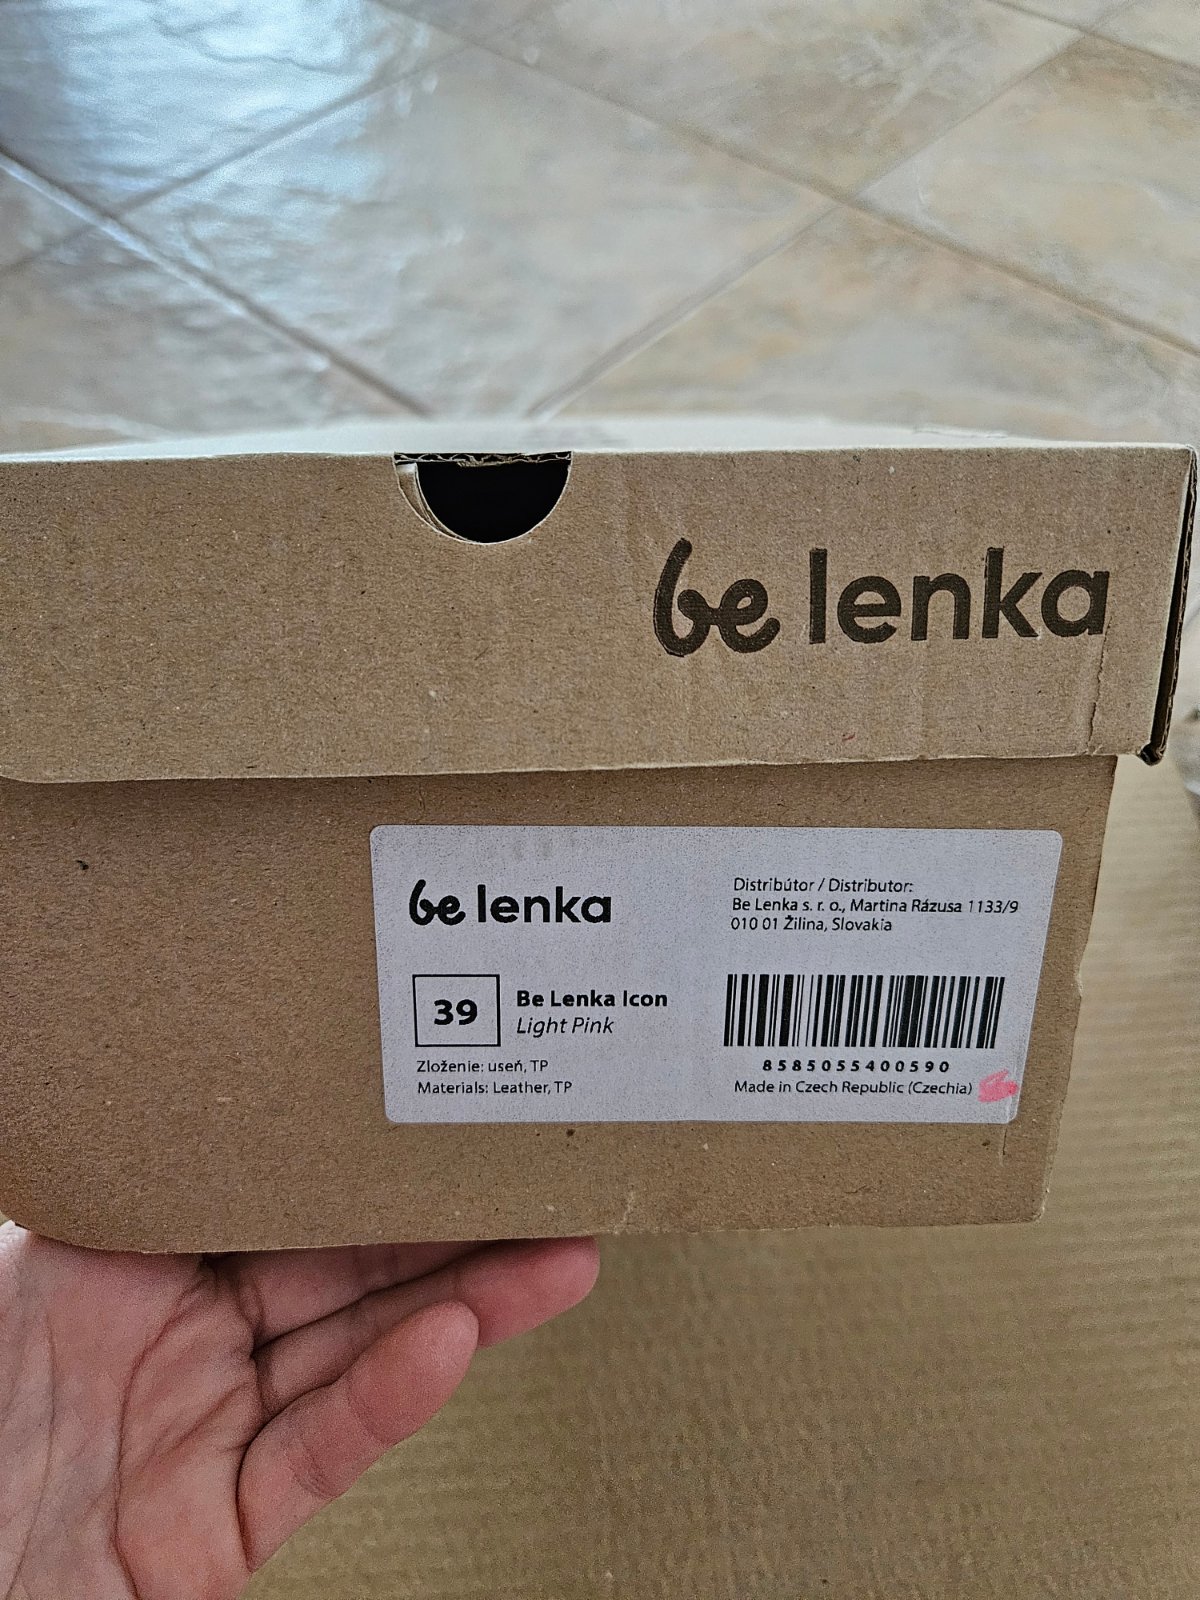 be lenka
be lenka
Distribútor / Distributor:
Be Lenka s. r. o., Martina Rázusa 1133/9
010 01 Žilina, Slovakia
39
Be Lenka Icon
Light Pink
Zloženie: useň, TP
Materials: Leather, TP
8585055400590
Made in Czech Republic (Czechia)